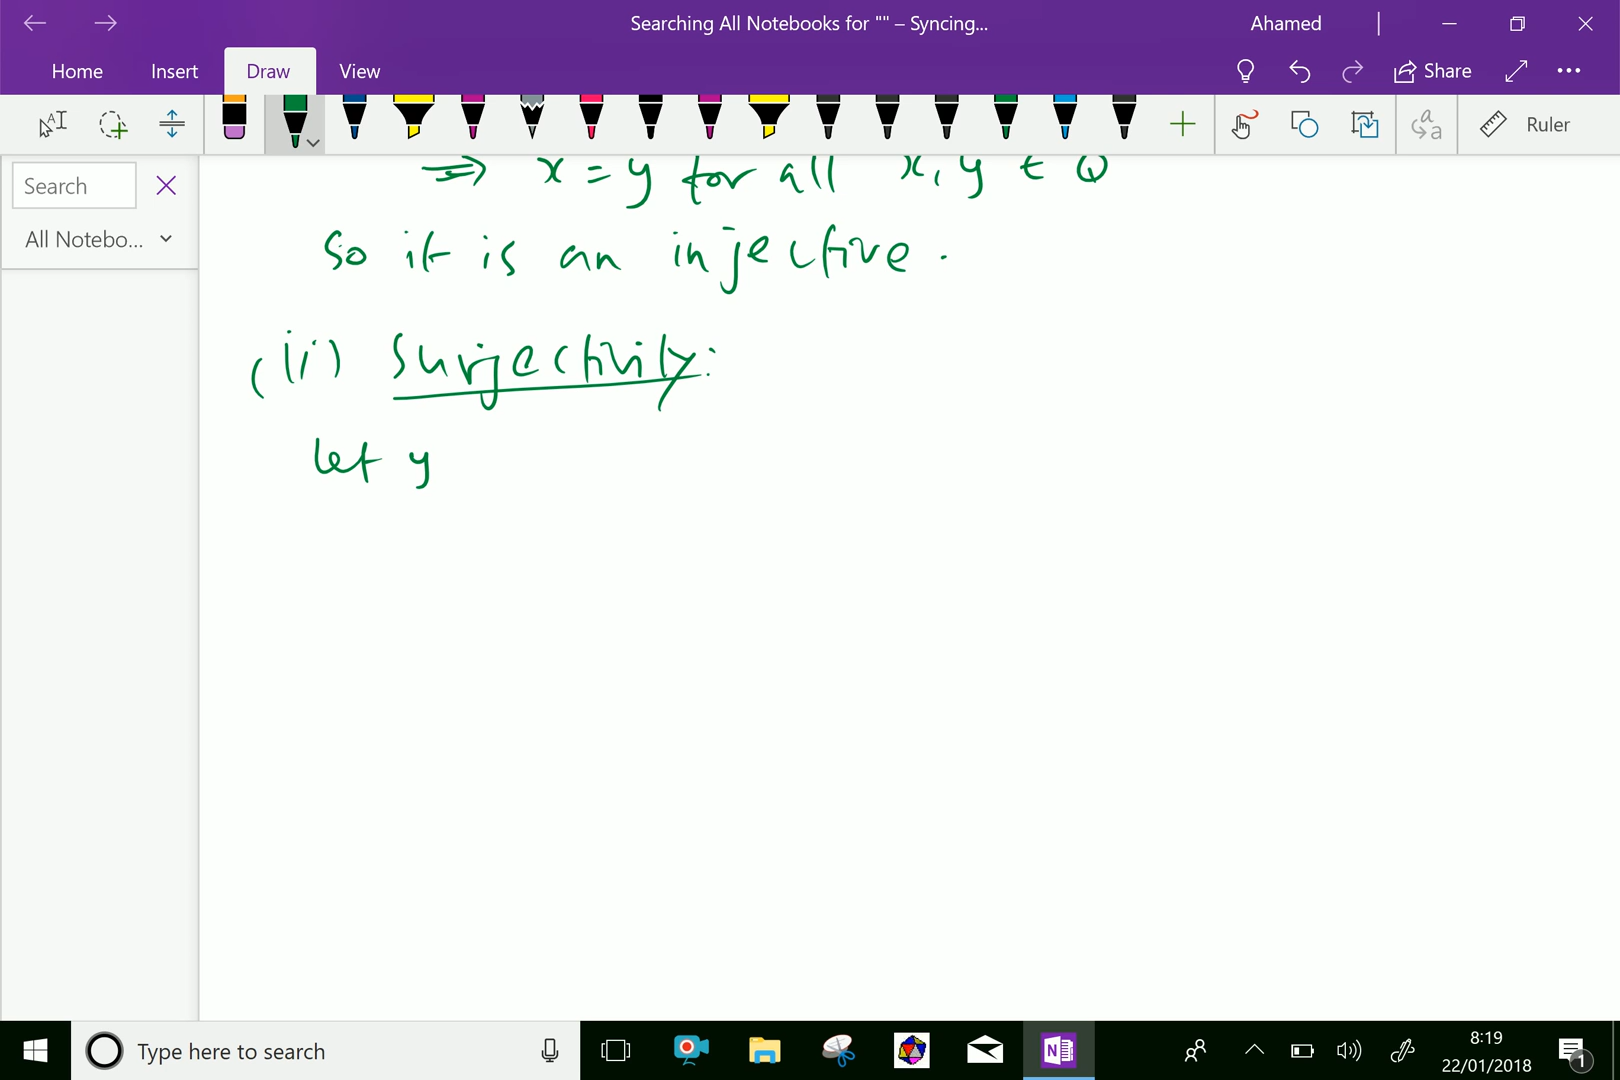 Searching All Notebooks for "" – Syncing...
Ahamed
Home Insert Draw View
Share
Ruler
Search
All Notebo...
⇒ x = y for all x, y ∈ Q
So it is an injective.
(ii) Surjectivity:
let y
Type here to search
8:19
22/01/2018
1